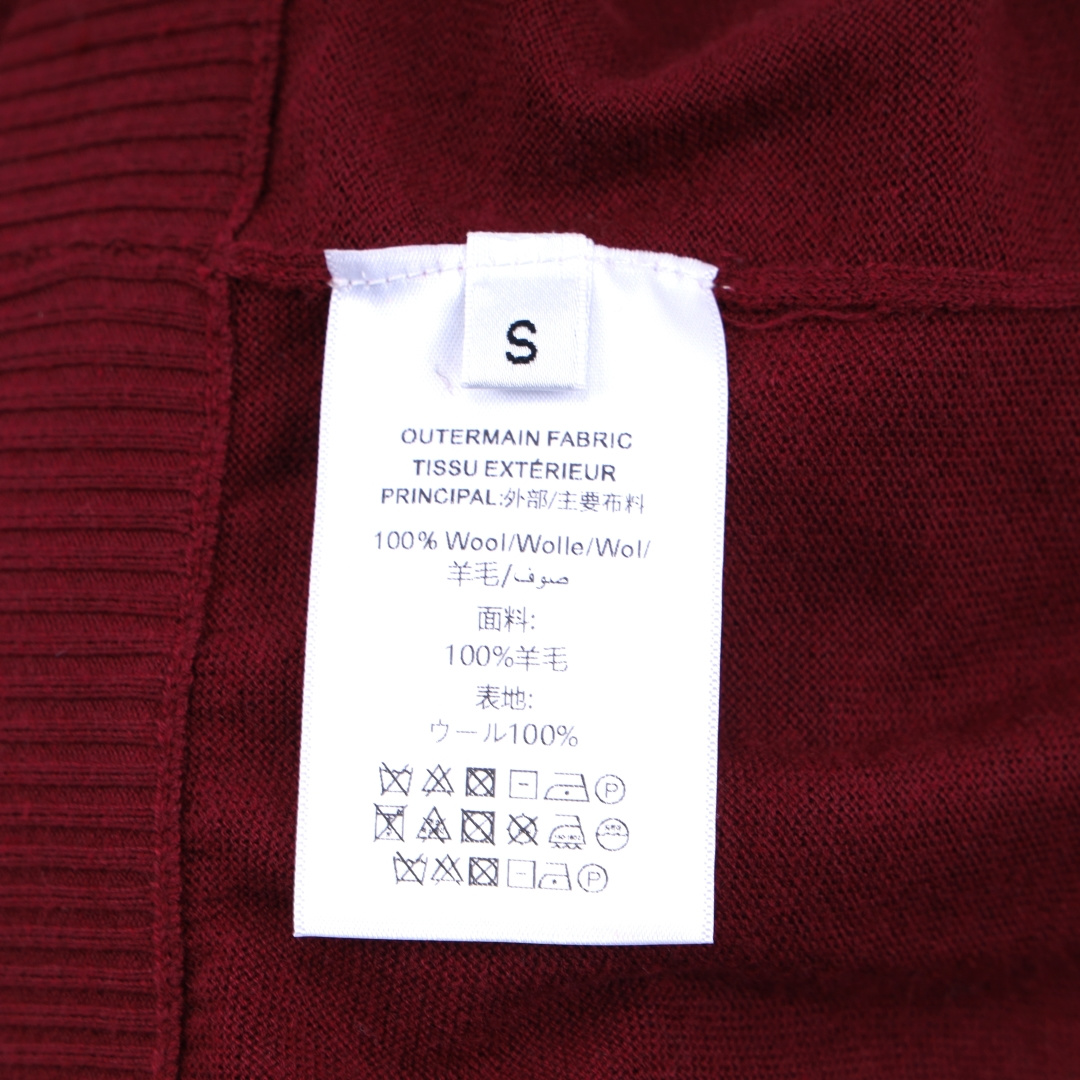 S
OUTERMAIN FABRIC
TISSU EXTÉRIEUR
PRINCIPAL:外部/主要布料
100% Wool/Wolle/Wol/
羊毛/صوف
面料:
100%羊毛
表地:
ウール100%
P
P